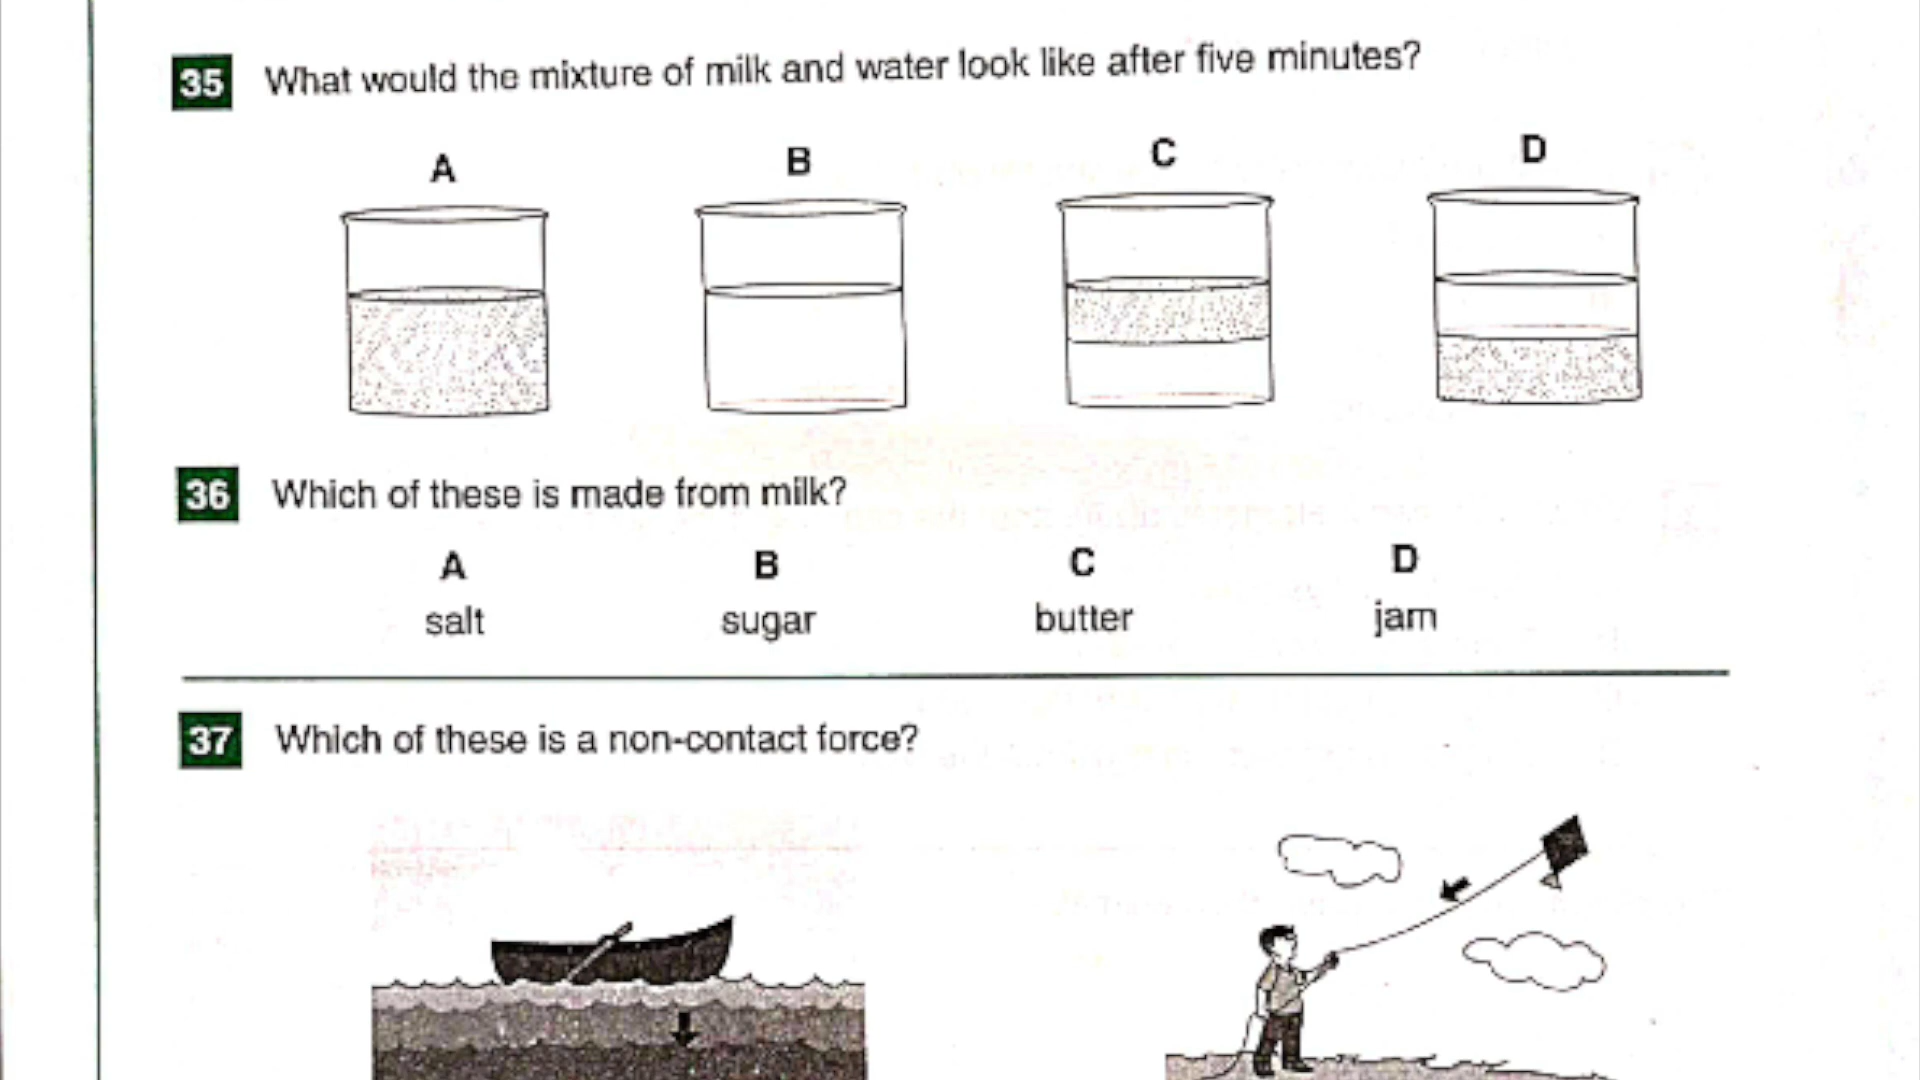 35 What would the mixture of milk and water look like after five minutes?
A B C D
36 Which of these is made from milk?
A B C D
salt sugar butter jam
37 Which of these is a non-contact force?